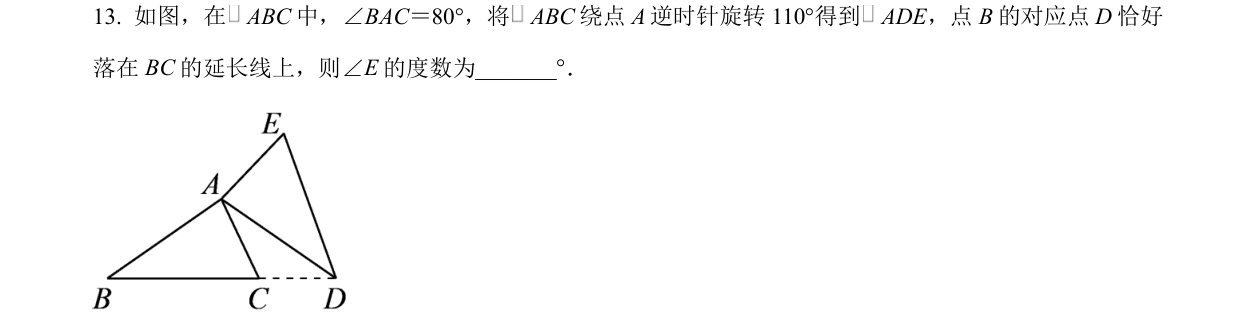 13. 如图，在 ABC 中，∠BAC＝80°，将 ABC 绕点 A 逆时针旋转 110°得到 ADE，点 B 的对应点 D 恰好
落在 BC 的延长线上，则∠E 的度数为______°．
E
A
B C D